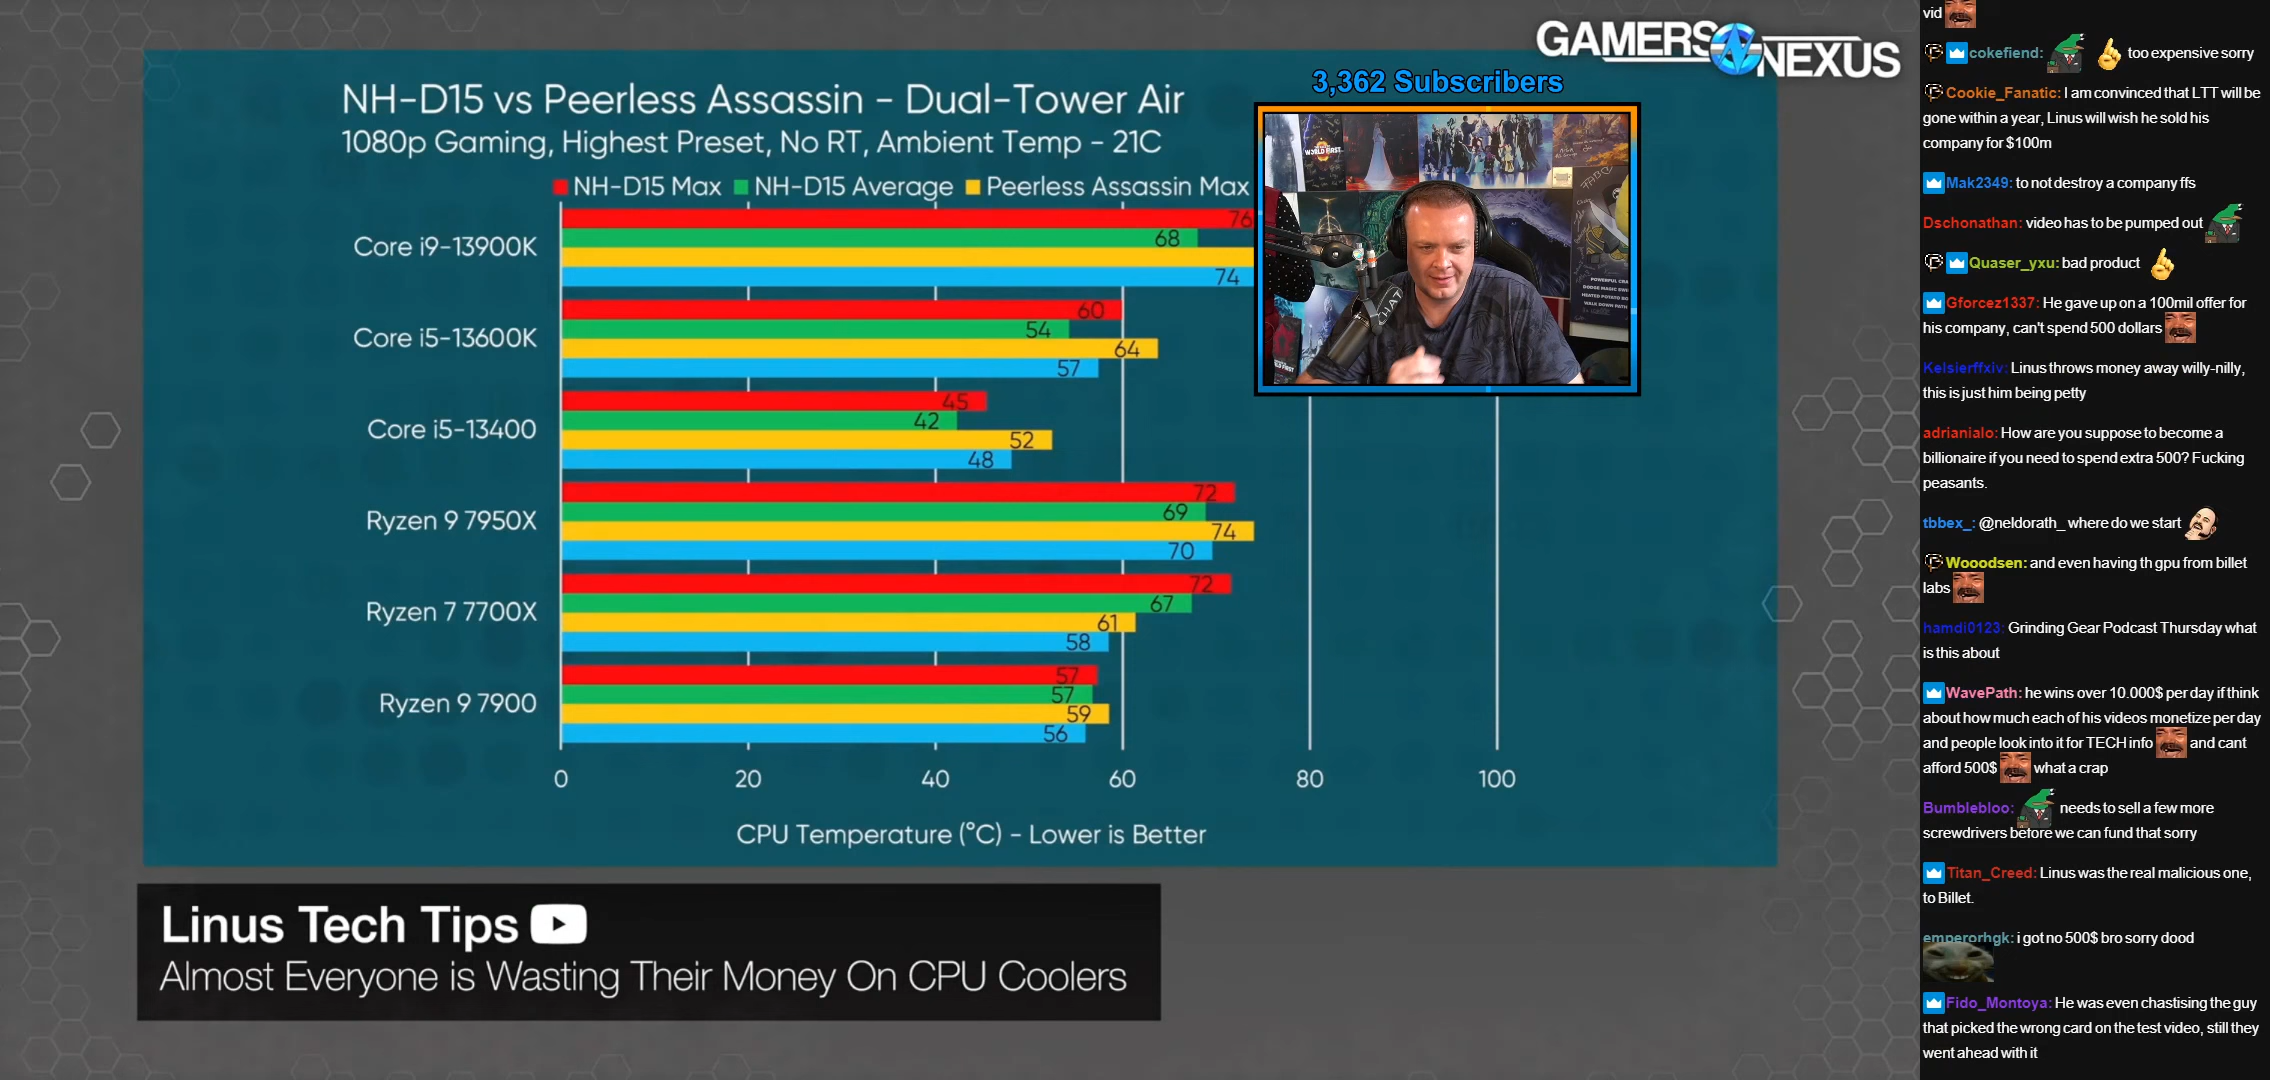 GAMERS NEXUS
3,362 Subscribers
NH-D15 vs Peerless Assassin - Dual-Tower Air
1080p Gaming, Highest Preset, No RT, Ambient Temp - 21C
NH-D15 Max NH-D15 Average Peerless Assassin Max
Core i9-13900K
76
68
74
Core i5-13600K
60
54
64
57
Core i5-13400
45
42
52
48
Ryzen 9 7950X
72
69
74
70
Ryzen 7 7700X
72
67
61
58
Ryzen 9 7900
57
57
59
56
0 20 40 60 80 100
CPU Temperature (°C) - Lower is Better
Linus Tech Tips
Almost Everyone is Wasting Their Money On CPU Coolers
WORLD FIRST
CHAT
vid
cokefiend: too expensive sorry
Cookie_Fanatic: I am convinced that LTT will be
gone within a year, Linus will wish he sold his
company for $100m
Mak2349: to not destroy a company ffs
Dschonathan: video has to be pumped out
Quaser_yxu: bad product
Gforcez1337: He gave up on a 100mil offer for
his company, can't spend 500 dollars
Kelsierffxiv: Linus throws money away willy-nilly,
this is just him being petty
adrianialo: How are you suppose to become a
billionaire if you need to spend extra 500? Fucking
peasants.
tbbex_: @neldorath_ where do we start
Wooodsen: and even having th gpu from billet
labs
hamdi0123: Grinding Gear Podcast Thursday what
is this about
WavePath: he wins over 10.000$ per day if think
about how much each of his videos monetize per day
and people look into it for TECH info and cant
afford 500$ what a crap
Bumblebloo: needs to sell a few more
screwdrivers before we can fund that sorry
Titan_Creed: Linus was the real malicious one,
to Billet.
emperorhgk: i got no 500$ bro sorry dood
Fido_Montoya: He was even chastising the guy
that picked the wrong card on the test video, still they
went ahead with it